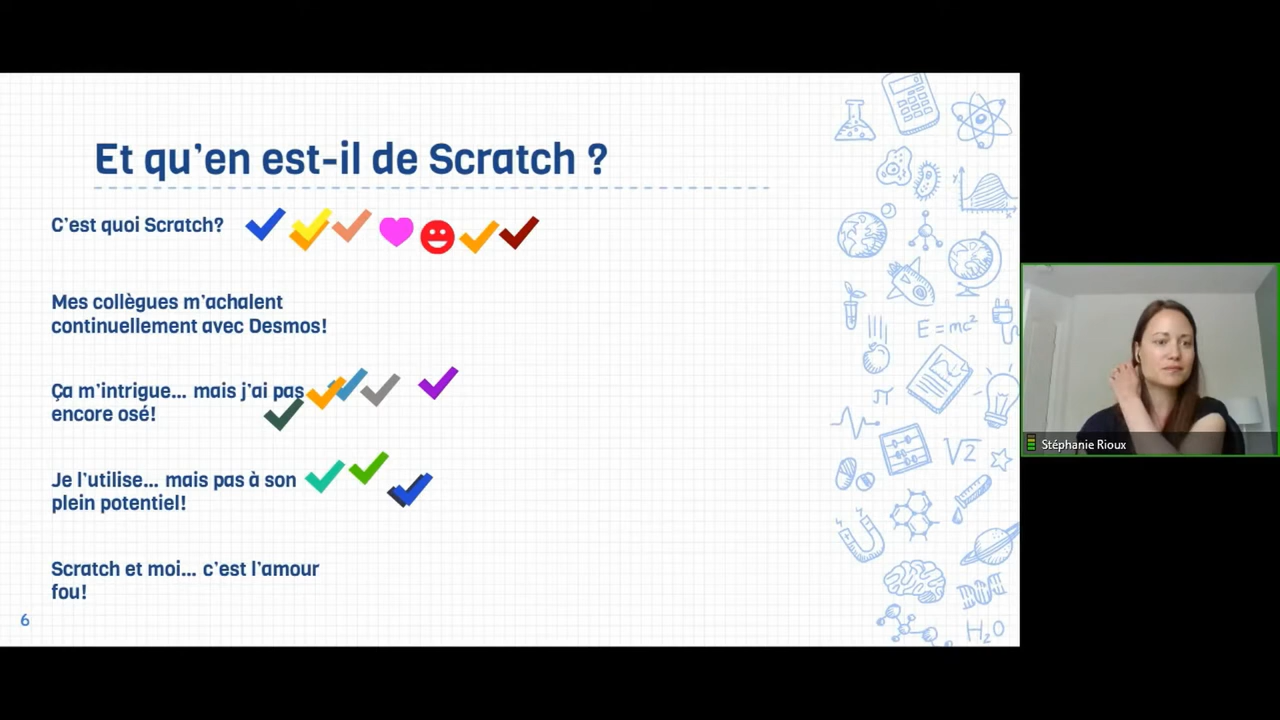 Et qu'en est-il de Scratch ?
C'est quoi Scratch?
Mes collègues m'achalent
continuellement avec Desmos!
Ça m'intrigue... mais j'ai pas
encore osé!
Je l'utilise... mais pas à son
plein potentiel!
Scratch et moi... c'est l'amour
fou!
6
y
x
E=mc²
π
√2
H₂O
Stéphanie Rioux